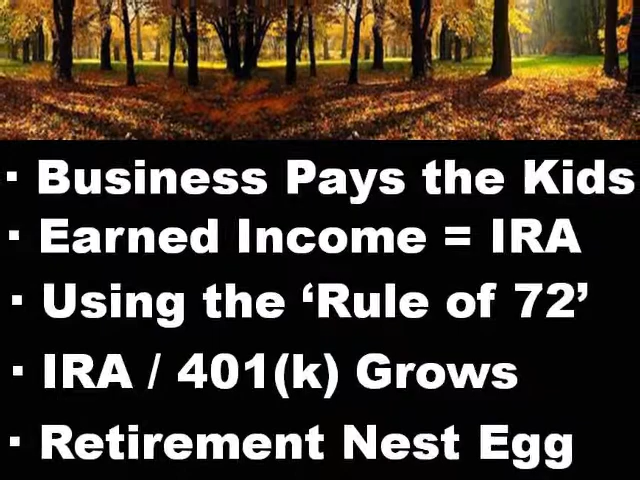 · Business Pays the Kids
· Earned Income = IRA
· Using the ‘Rule of 72’
· IRA / 401(k) Grows
· Retirement Nest Egg